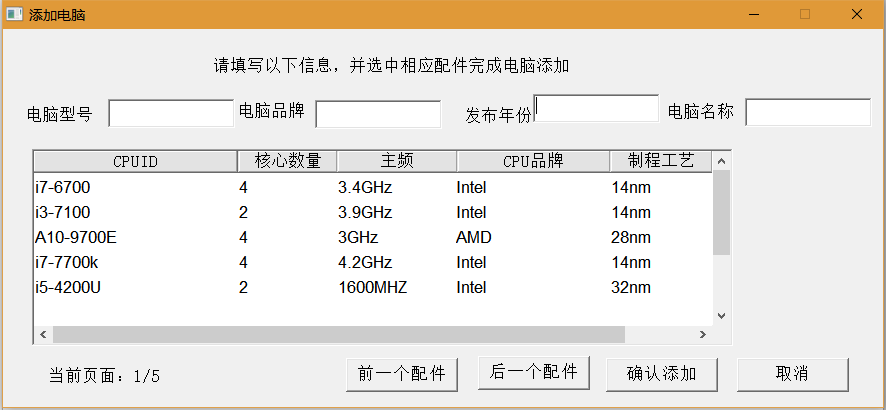 添加电脑
请填写以下信息，并选中相应配件完成电脑添加
电脑型号 电脑品牌 发布年份 电脑名称
CPUID 核心数量 主频 CPU品牌 制程工艺
i7-6700 4 3.4GHz Intel 14nm
i3-7100 2 3.9GHz Intel 14nm
A10-9700E 4 3GHz AMD 28nm
i7-7700k 4 4.2GHz Intel 14nm
i5-4200U 2 1600MHZ Intel 32nm
当前页面：1/5 前一个配件 后一个配件 确认添加 取消